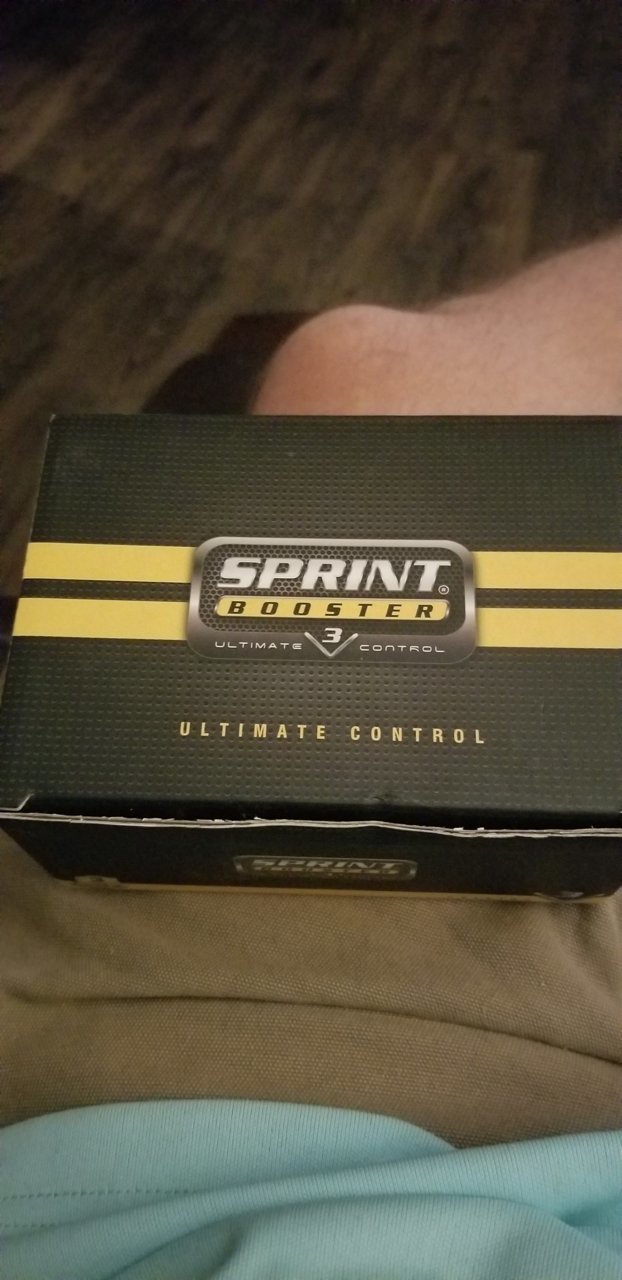 SPRINT®
BOOSTER
3
ULTIMATE CONTROL
ULTIMATE CONTROL
SPRINT